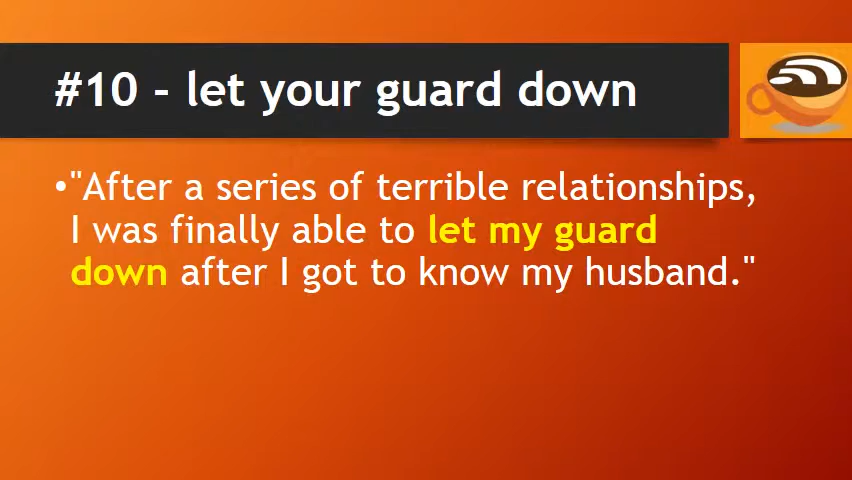 #10 - let your guard down
•"After a series of terrible relationships,
I was finally able to let my guard
down after I got to know my husband."